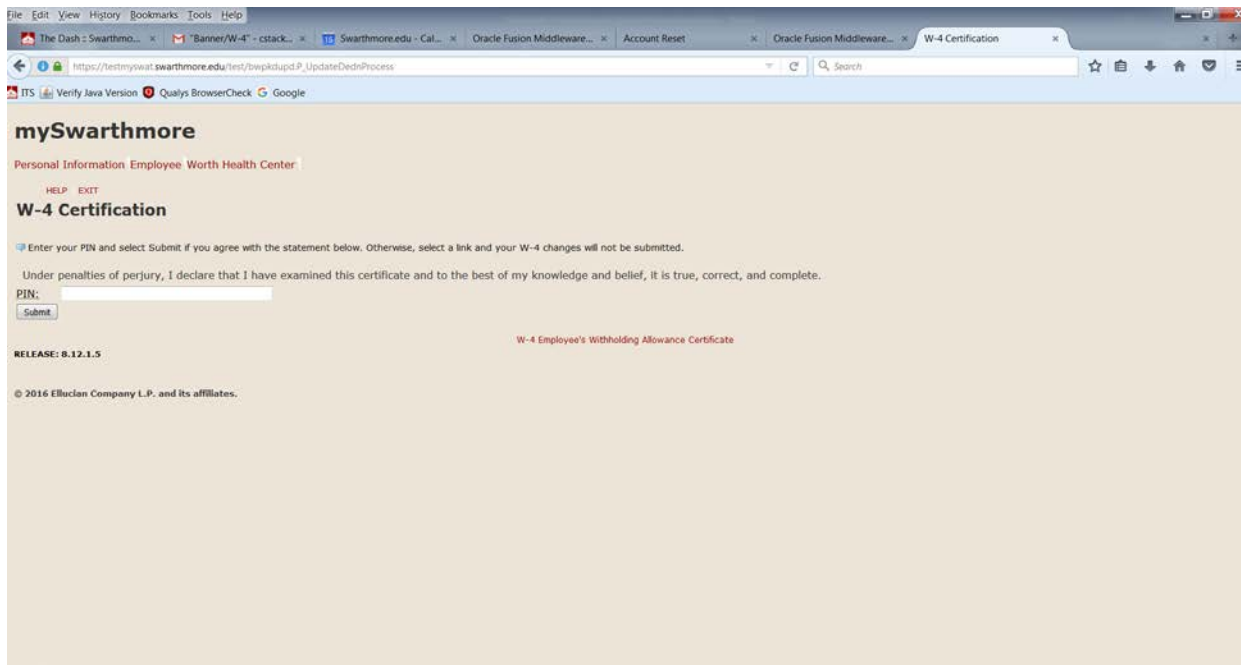 File Edit View History Bookmarks Tools Help
The Dash : Swarthmo... "Banner/W-4" - cstack... Swarthmore.edu - Cal... Oracle Fusion Middleware... Account Reset Oracle Fusion Middleware... W-4 Certification
https://testmyswat.swarthmore.edu/test/bwpkdupd.P_UpdateDednProcess Search
ITS Verify Java Version Qualys BrowserCheck Google
mySwarthmore
Personal Information Employee Worth Health Center
HELP EXIT
W-4 Certification
Enter your PIN and select Submit if you agree with the statement below. Otherwise, select a link and your W-4 changes will not be submitted.
Under penalties of perjury, I declare that I have examined this certificate and to the best of my knowledge and belief, it is true, correct, and complete.
PIN:
Submit
W-4 Employee's Withholding Allowance Certificate
RELEASE: 8.12.1.5
© 2016 Ellucian Company L.P. and its affiliates.